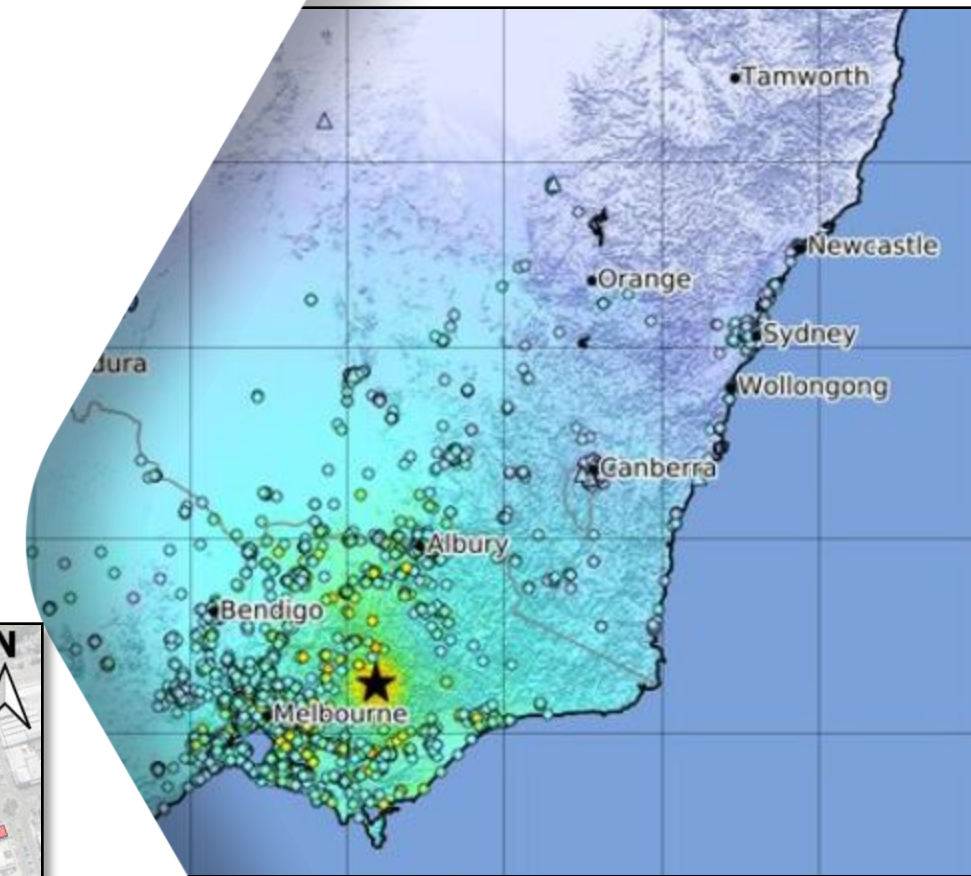 Tamworth
Newcastle
Orange
Sydney
dura
Wollongong
Canberra
Albury
Bendigo
N
Melbourne